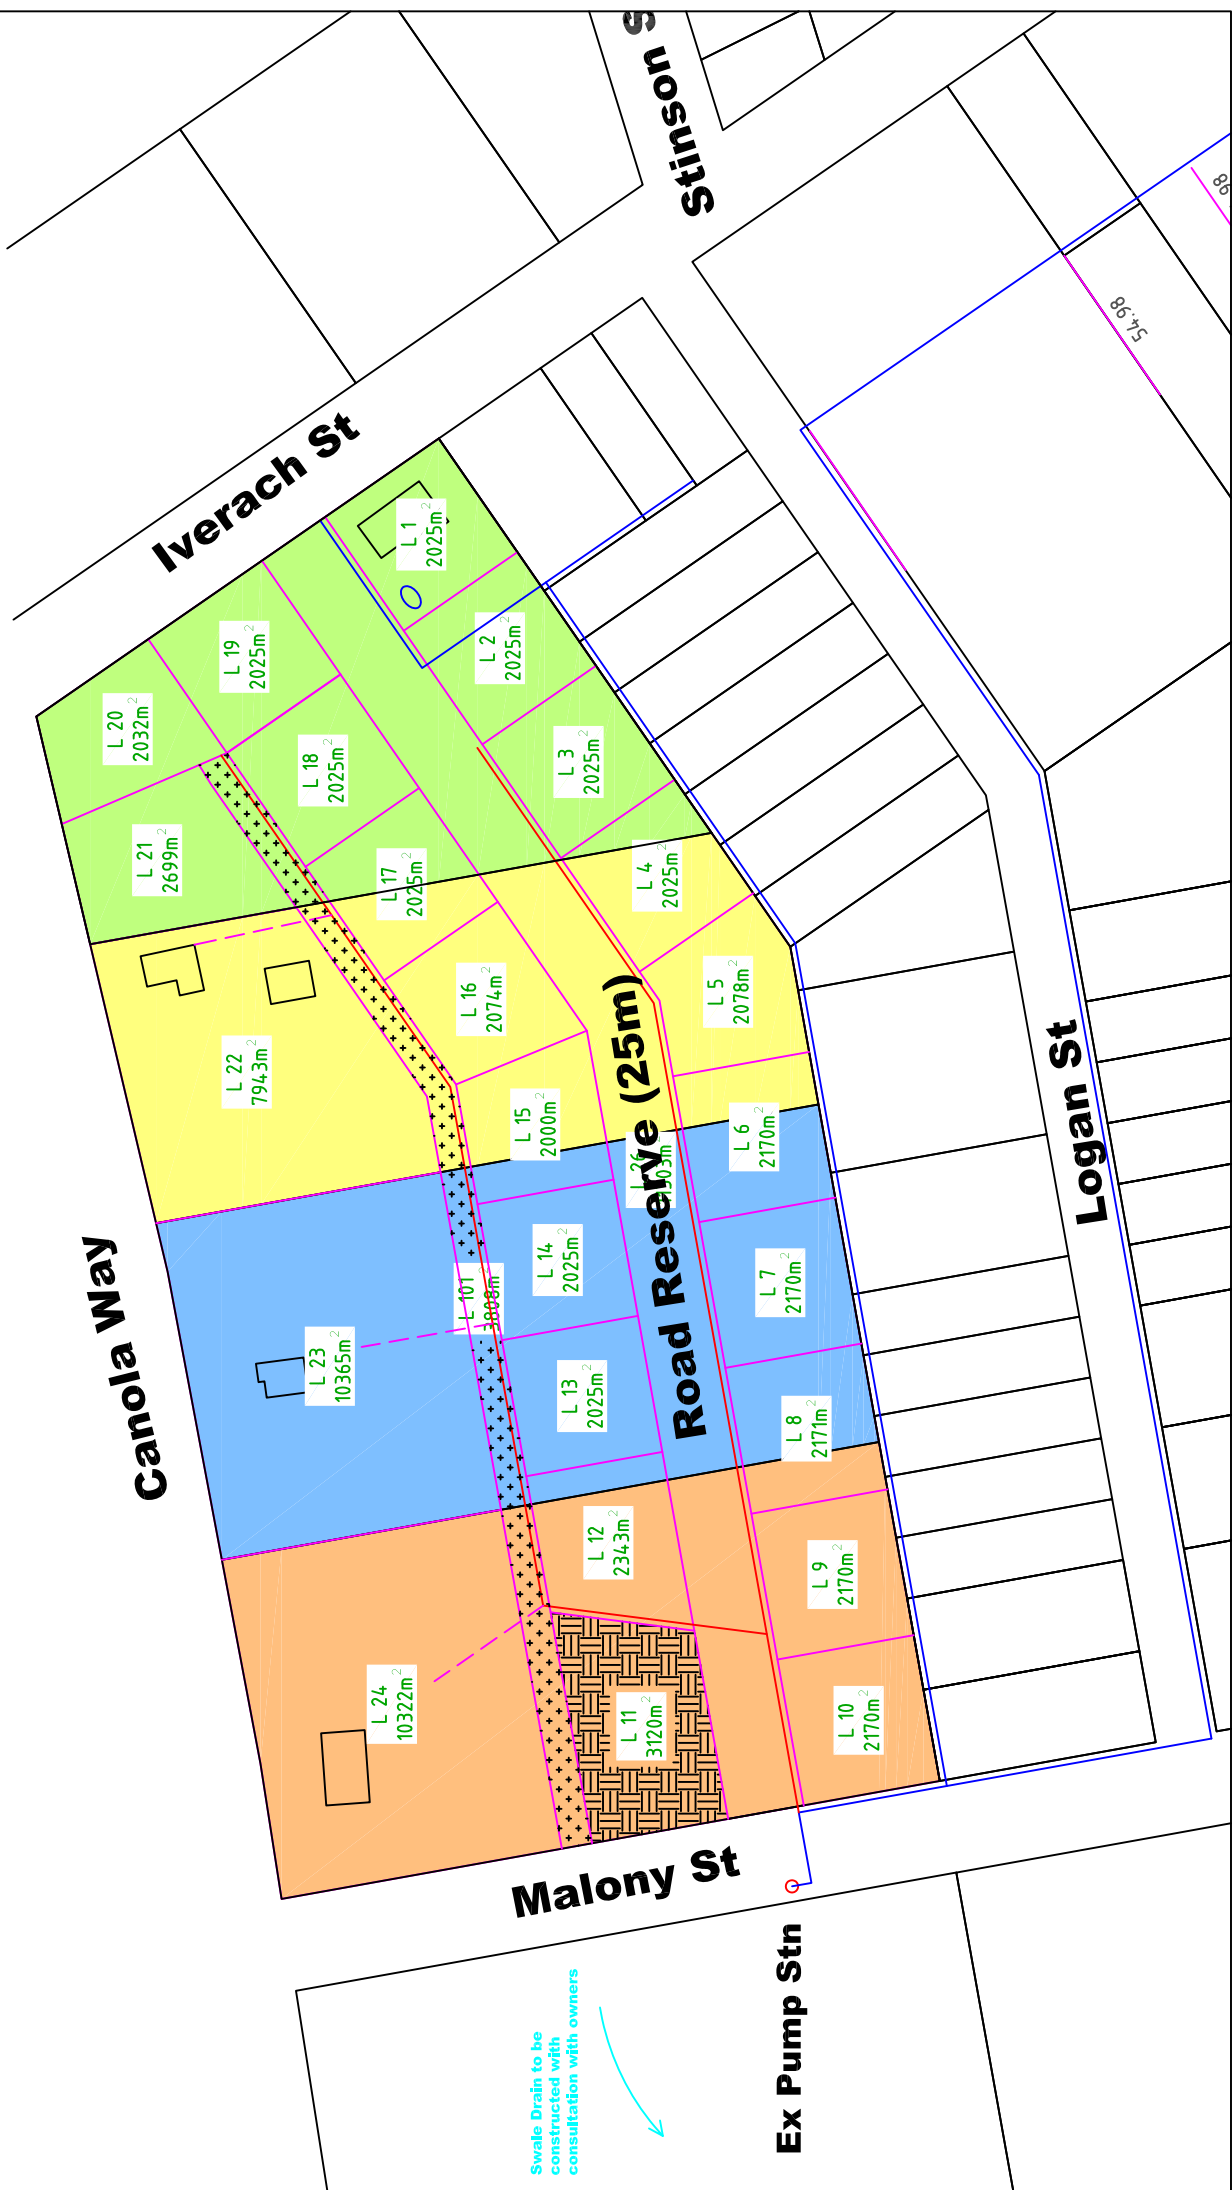 Stinson S
Iverach St
98
54.98
L 1
2025m²
L 2
2025m²
L 3
2025m²
L 4
2025m²
L 5
2078m²
L 6
2170m²
L 7
2170m²
L 8
2171m²
L 9
2170m²
L 10
2170m²
L 11
3120m²
L 12
2343m²
L 13
2025m²
L 14
2025m²
L 15
2000m²
L 16
2074m²
L 17
2025m²
L 18
2025m²
L 19
2025m²
L 20
2032m²
L 21
2699m²
L 22
7943m²
L 23
10365m²
L 24
10322m²
L 101
3808m²
Road Reserve (25m)
Logan St
Canola Way
Malony St
Ex Pump Stn
Swale Drain to be
constructed with
consultation with owners